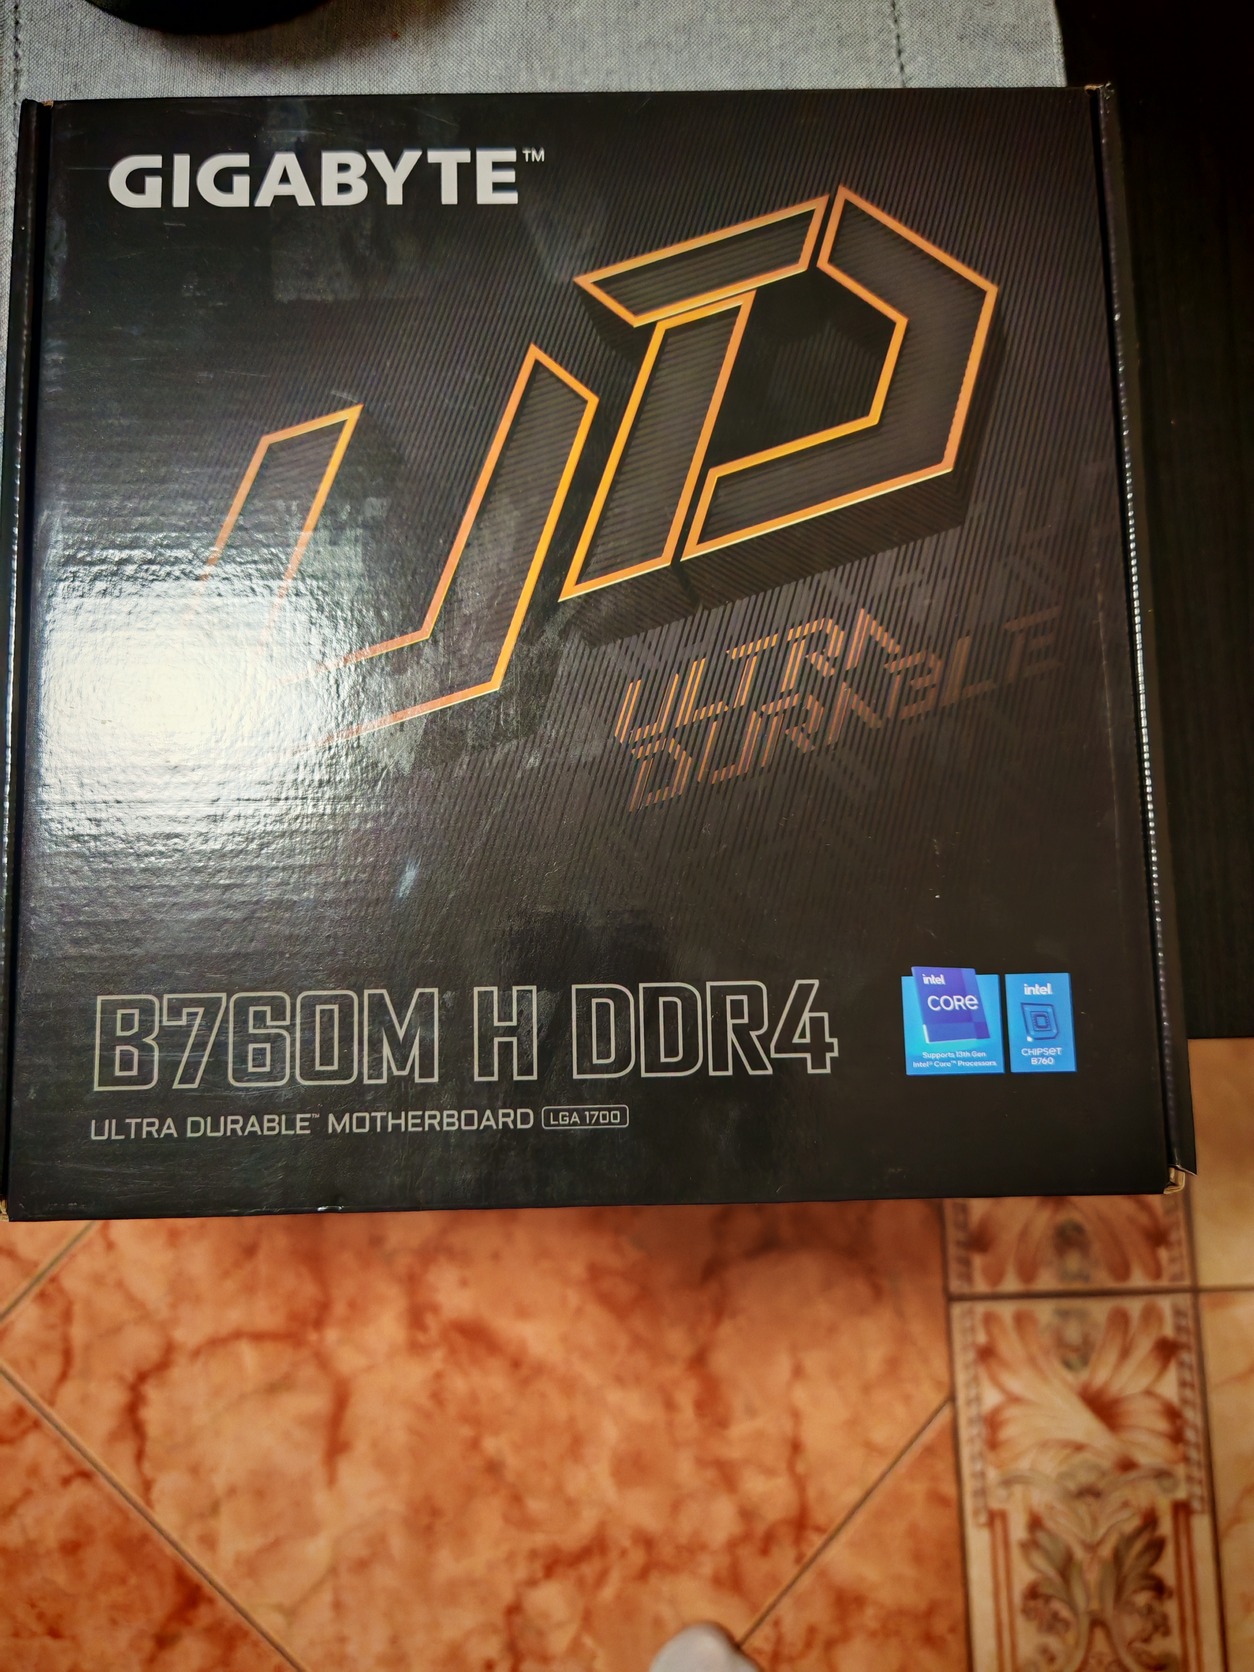 GIGABYTE™
UD
ULTRA
DURABLE
B760M H DDR4
ULTRA DURABLE™ MOTHERBOARD LGA 1700
intel
CORE
Supports 13th Gen
Intel® Core™ Processors
intel
CHIPSET
B760